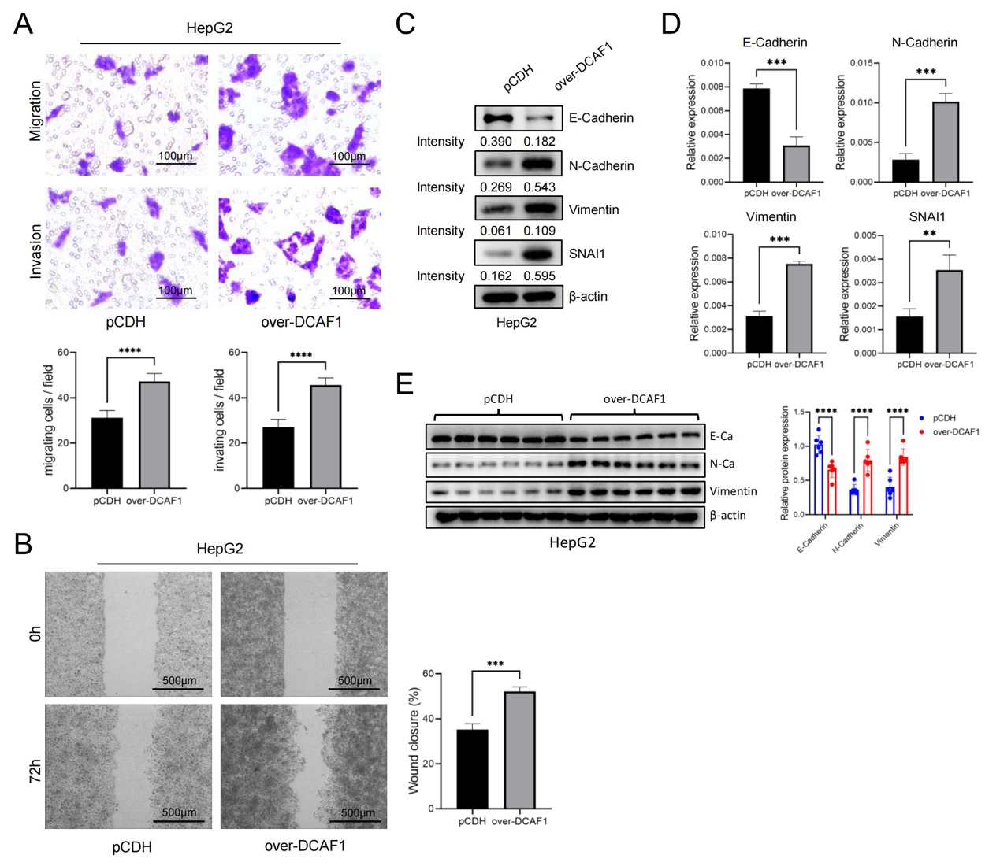 A
HepG2
Migration
100μm
100μm
Invasion
100μm
100μm
pCDH
over-DCAF1
migrating cells / field
60
40
20
0
****
pCDH over-DCAF1
invating cells / field
60
40
20
0
****
pCDH over-DCAF1
B
HepG2
0h
500μm
500μm
72h
500μm
500μm
pCDH
over-DCAF1
Wound closure (%)
60
40
20
0
***
pCDH over-DCAF1
C
pCDH
over-DCAF1
E-Cadherin
Intensity 0.390 0.182
N-Cadherin
Intensity 0.269 0.543
Vimentin
Intensity 0.061 0.109
SNAI1
Intensity 0.162 0.595
β-actin
HepG2
D
E-Cadherin
Relative expression
0.010
0.008
0.006
0.004
0.002
0.000
***
pCDH over-DCAF1
N-Cadherin
Relative expression
0.015
0.010
0.005
0.000
***
pCDH over-DCAF1
Vimentin
Relative expression
0.010
0.008
0.006
0.004
0.002
0.000
***
pCDH over-DCAF1
SNAI1
Relative expression
0.005
0.004
0.003
0.002
0.001
0.000
**
pCDH over-DCAF1
E
pCDH
over-DCAF1
E-Ca
N-Ca
Vimentin
β-actin
HepG2
Relative protein expression
1.5
1.0
0.5
0.0
**** **** ****
pCDH
over-DCAF1
E-Cadherin
N-Cadherin
Vimentin